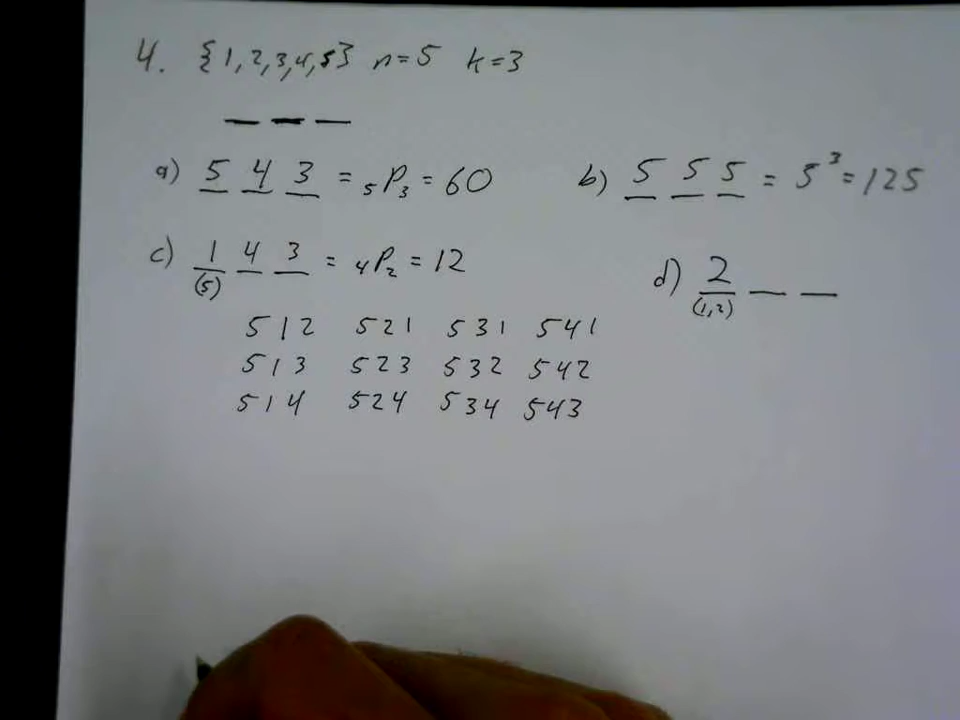 4. {1,2,3,4,5} n=5 k=3
a) 5 4 3 = ₅P₃ = 60
b) 5 5 5 = 5³ = 125
c) 1 4 3 = ₄P₂ = 12
(5)
d) 2 _ _
(1,2)
512 521 531 541
513 523 532 542
514 524 534 543